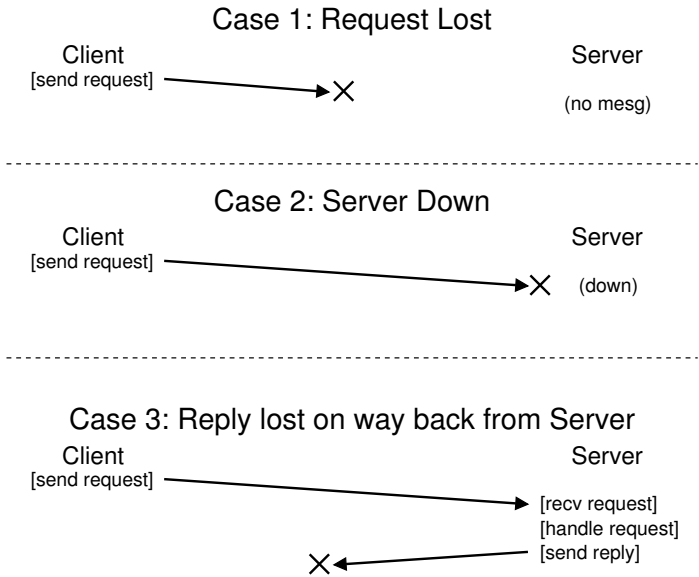 Case 1: Request Lost
Client Server
[send request]
(no mesg)
Case 2: Server Down
Client Server
[send request]
(down)
Case 3: Reply lost on way back from Server
Client Server
[send request]
[recv request]
[handle request]
[send reply]